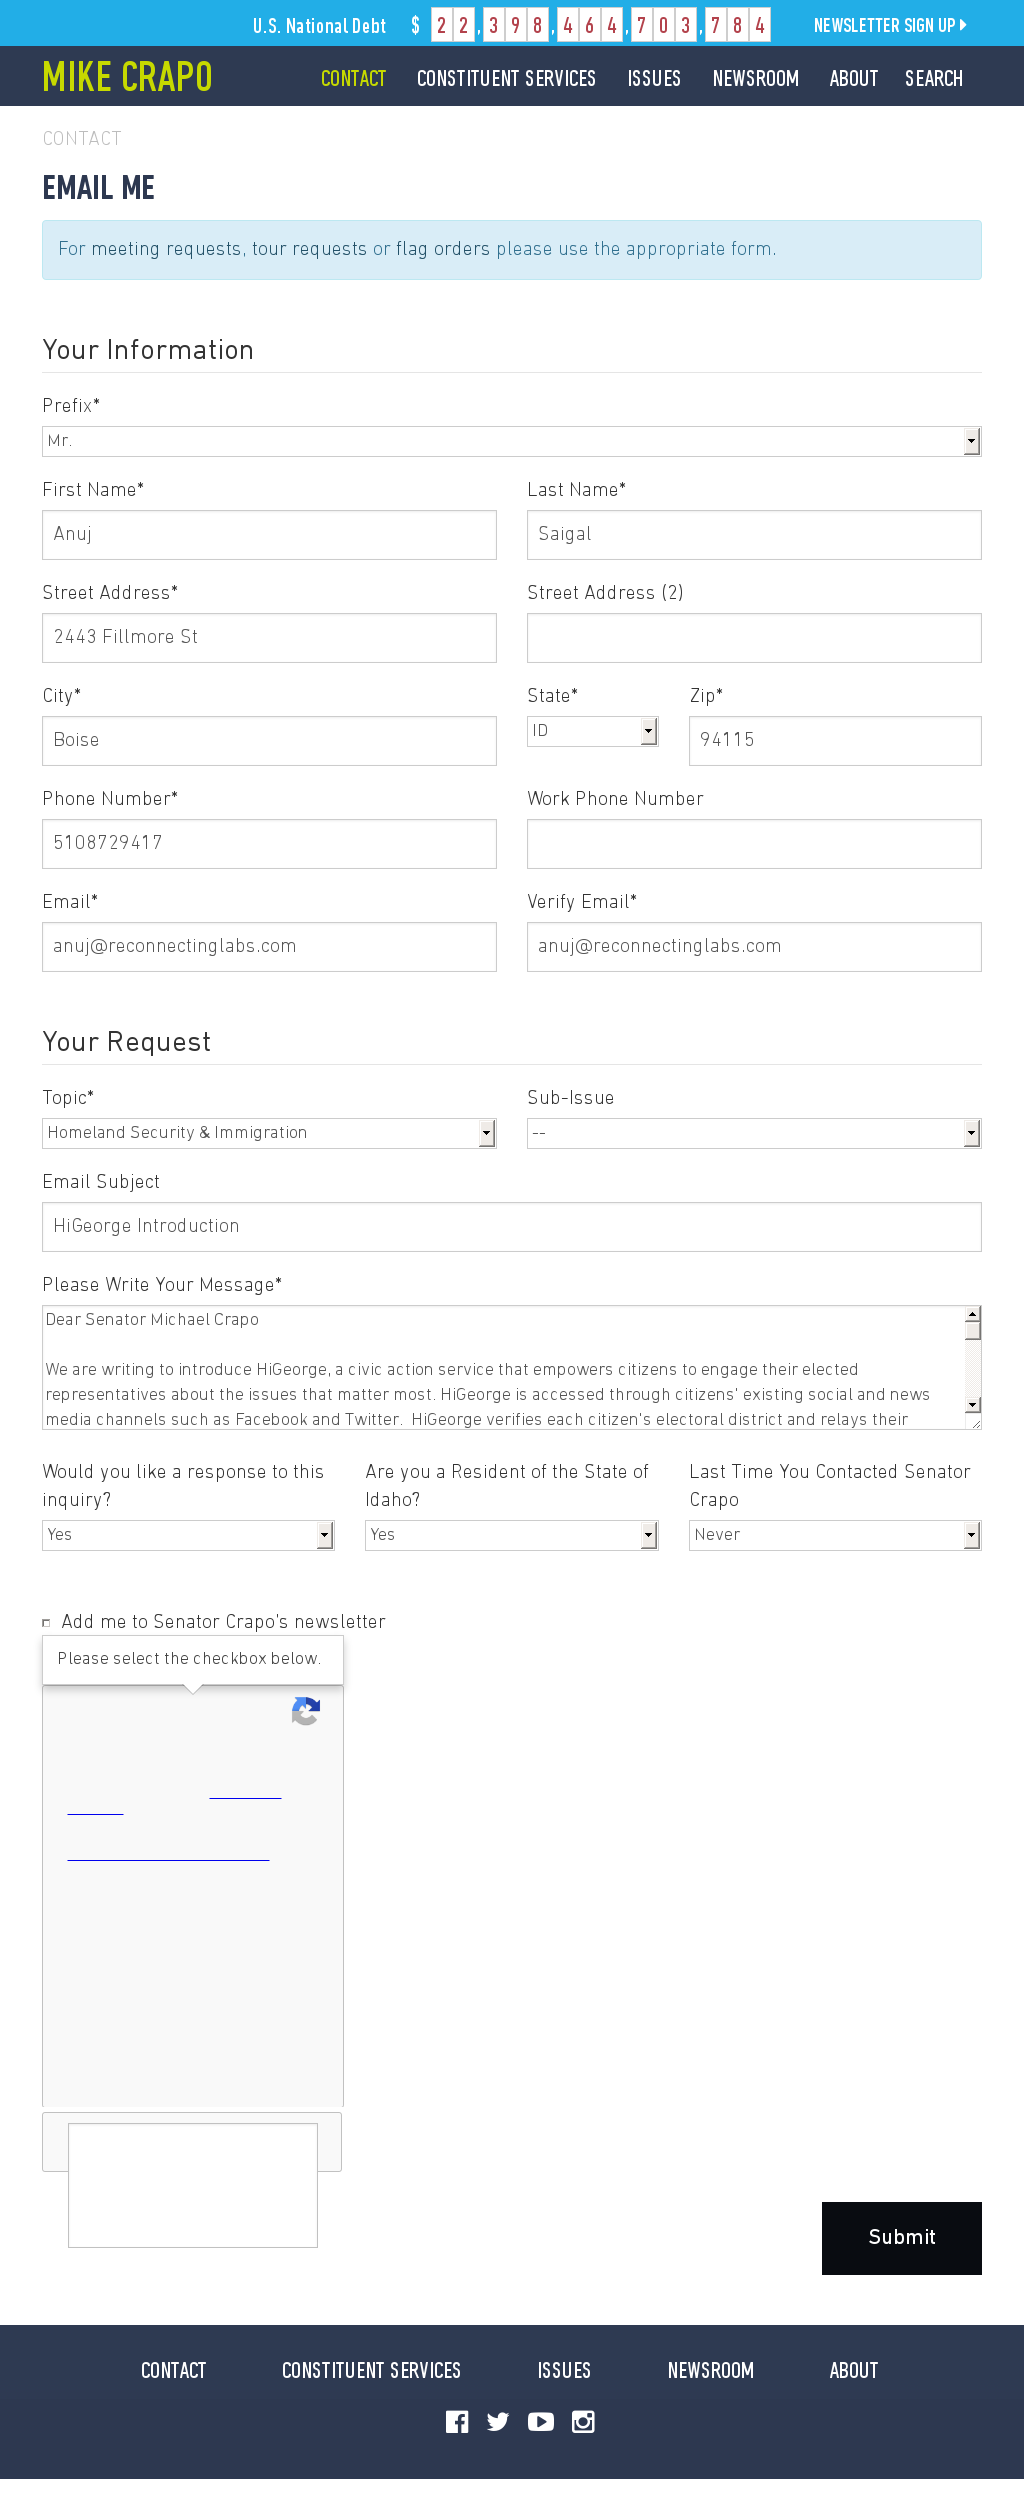 U.S. National Debt $ 22,398,464,703,784 NEWSLETTER SIGN UP
MIKE CRAPO CONTACT CONSTITUENT SERVICES ISSUES NEWSROOM ABOUT SEARCH
CONTACT
EMAIL ME
For meeting requests, tour requests or flag orders please use the appropriate form.
Your Information
Prefix*
Mr.
First Name* Last Name*
Anuj Saigal
Street Address* Street Address (2)
2443 Fillmore St
City* State* Zip*
Boise ID 94115
Phone Number* Work Phone Number
5108729417
Email* Verify Email*
anuj@reconnectinglabs.com anuj@reconnectinglabs.com
Your Request
Topic* Sub-Issue
Homeland Security & Immigration --
Email Subject
HiGeorge Introduction
Please Write Your Message*
Dear Senator Michael Crapo
We are writing to introduce HiGeorge, a civic action service that empowers citizens to engage their elected
representatives about the issues that matter most. HiGeorge is accessed through citizens' existing social and news
media channels such as Facebook and Twitter. HiGeorge verifies each citizen's electoral district and relays their
Would you like a response to this Are you a Resident of the State of Last Time You Contacted Senator
inquiry? Idaho? Crapo
Yes Yes Never
Add me to Senator Crapo's newsletter
Please select the checkbox below.
Submit
CONTACT CONSTITUENT SERVICES ISSUES NEWSROOM ABOUT